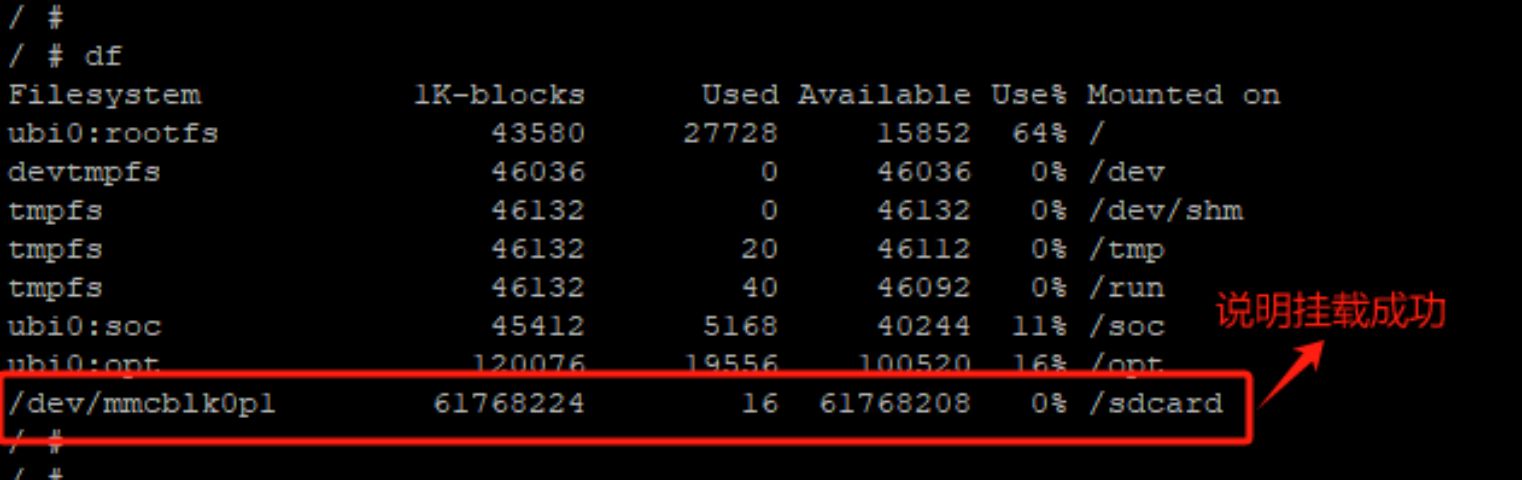 / #
/ # df
Filesystem 1K-blocks Used Available Use% Mounted on
ubi0:rootfs 43580 27728 15852 64% /
devtmpfs 46036 0 46036 0% /dev
tmpfs 46132 0 46132 0% /dev/shm
tmpfs 46132 20 46112 0% /tmp
tmpfs 46132 40 46092 0% /run
ubi0:soc 45412 5168 40244 11% /soc
说明挂载成功
ubi0:opt 120076 19556 100520 16% /opt
/dev/mmcblk0p1 61768224 16 61768208 0% /sdcard
/ #
/ #